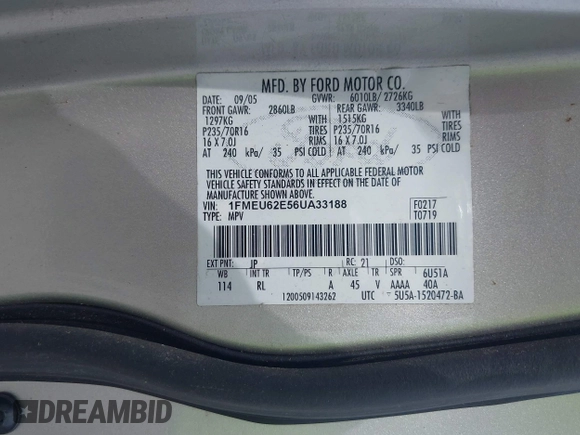 MFD. BY FORD MOTOR CO.
DATE: 09/05 GVWR: 6010LB/ 2726KG
FRONT GAWR: 2860LB REAR GAWR: 3340LB
1297KG WITH 1515KG WITH
P235/70R16 TIRES P235/70R16 TIRES
16 X 7.0J RIMS 16 X 7.0J RIMS
AT 240 kPa/ 35 PSI COLD AT 240 kPa/ 35 PSI COLD
THIS VEHICLE CONFORMS TO ALL APPLICABLE FEDERAL MOTOR
VEHICLE SAFETY STANDARDS IN EFFECT ON THE DATE OF
MANUFACTURE SHOWN ABOVE.
VIN: 1FMEU62E56UA33188 F0217
TYPE: MPV T0719
EXT PNT: JP RC: 21 DSO:
WB INT TR TP/PS R AXLE TR SPR 6U51A
114 RL A 45 V AAAA 40A
1200509143262 UTC 5U5A-1520472-BA
DREAMBID